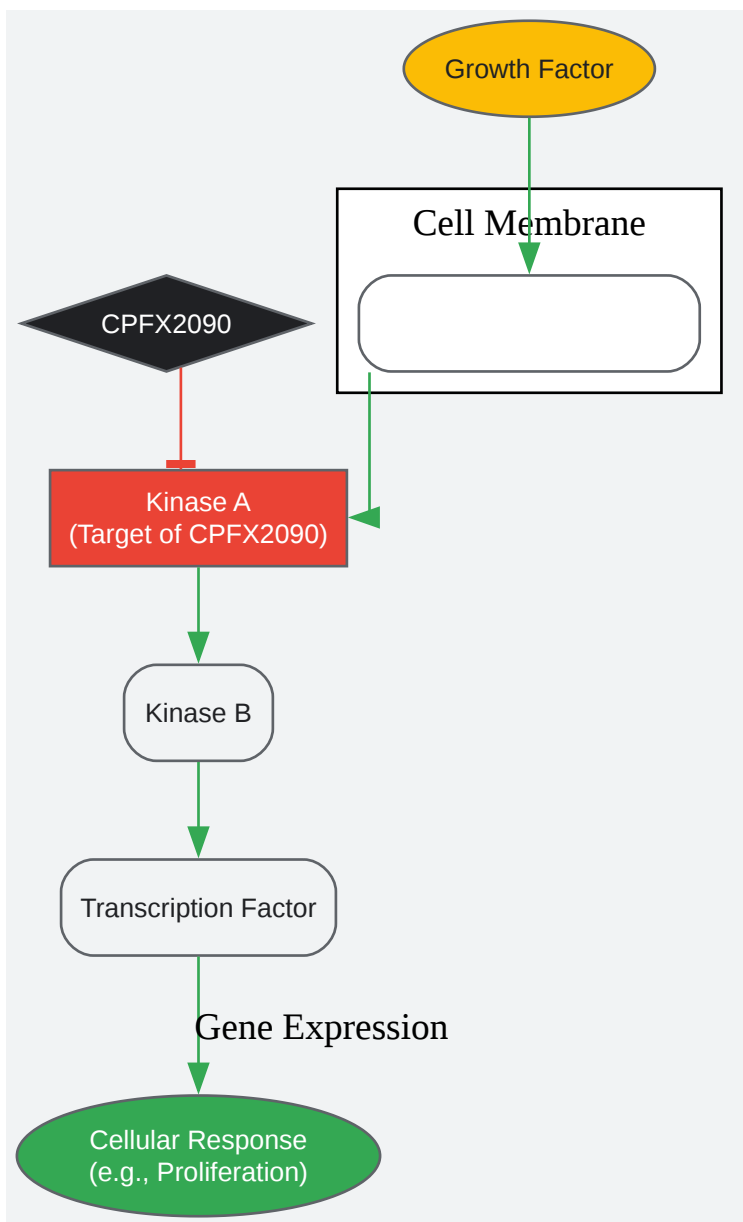 Growth Factor
Cell Membrane
CPFX2090
Kinase A
(Target of CPFX2090)
Kinase B
Transcription Factor
Gene Expression
Cellular Response
(e.g., Proliferation)